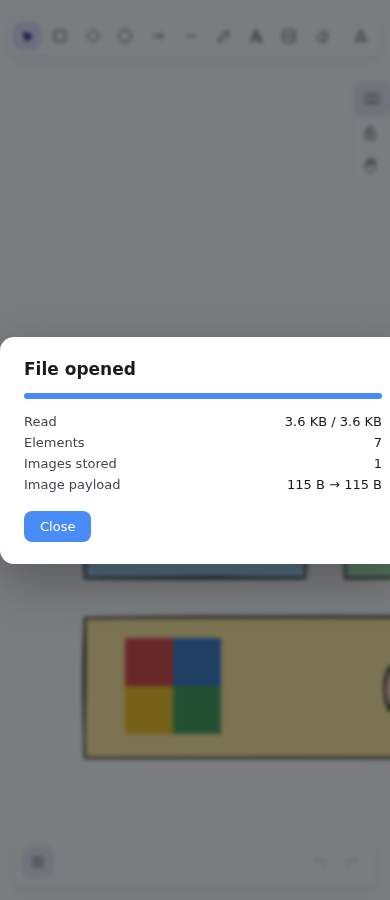 File opened
Read 3.6 KB / 3.6 KB
Elements 7
Images stored 1
Image payload 115 B → 115 B
Close